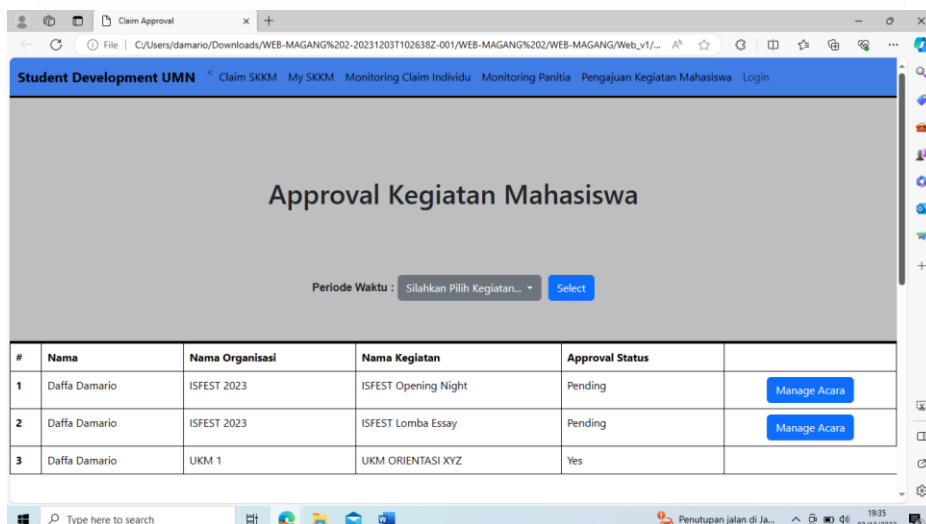 Claim Approval
File
C:/Users/damario/Downloads/WEB-MAGANG%202-20231203T102638Z-001/WEB-MAGANG%202/WEB-MAGANG/Web_v1/...
Student Development UMN < Claim SKKM My SKKM Monitoring Claim Individu Monitoring Panitia Pengajuan Kegiatan Mahasiswa Login
Approval Kegiatan Mahasiswa
Periode Waktu : Silahkan Pilih Kegiatan... Select
# Nama Nama Organisasi Nama Kegiatan Approval Status
1 Daffa Damario ISFEST 2023 ISFEST Opening Night Pending Manage Acara
2 Daffa Damario ISFEST 2023 ISFEST Lomba Essay Pending Manage Acara
3 Daffa Damario UKM 1 UKM ORIENTASI XYZ Yes
Type here to search
Penutupan jalan di Ja...
19:35